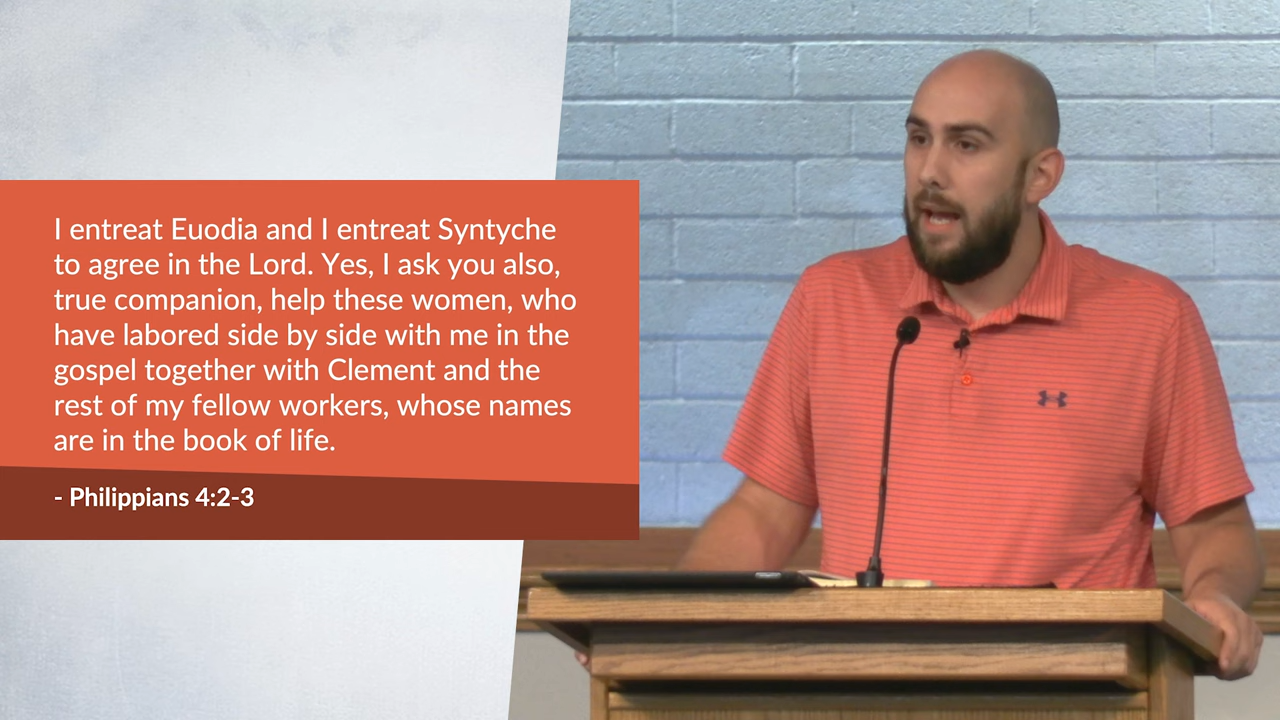 I entreat Euodia and I entreat Syntyche
to agree in the Lord. Yes, I ask you also,
true companion, help these women, who
have labored side by side with me in the
gospel together with Clement and the
rest of my fellow workers, whose names
are in the book of life.
- Philippians 4:2-3